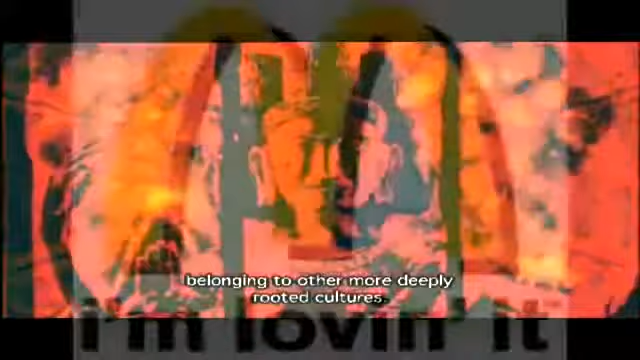 belonging to other more deeply
rooted cultures.
i'm lovin' it